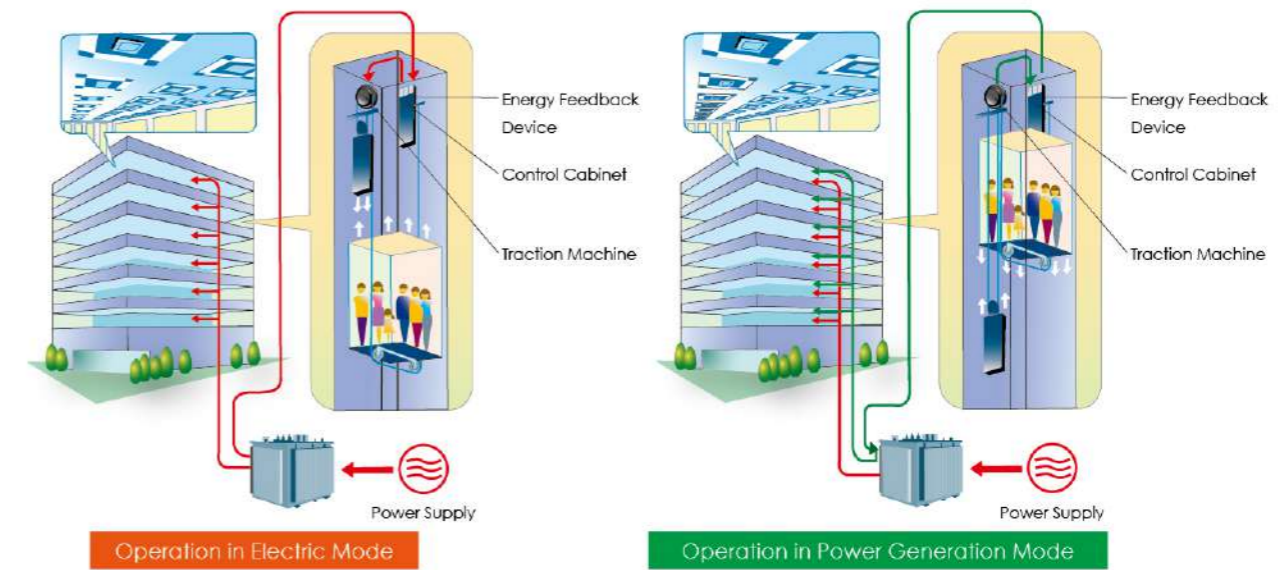 Energy Feedback
Device
Control Cabinet
Traction Machine
Power Supply
Operation in Electric Mode
Energy Feedback
Device
Control Cabinet
Traction Machine
Power Supply
Operation in Power Generation Mode